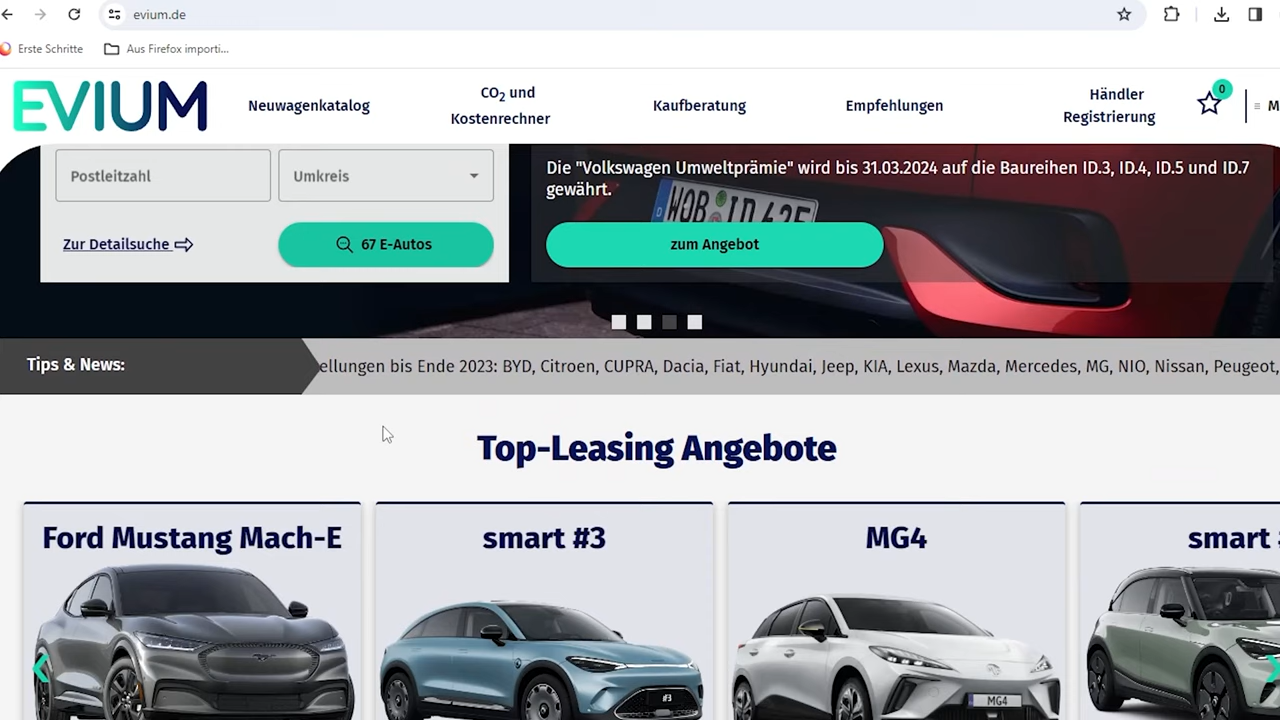 evium.de
Erste Schritte
Aus Firefox importi...
EVIUM
Neuwagenkatalog
CO2 und
Kostenrechner
Kaufberatung
Empfehlungen
Händler
Registrierung
0
M
Postleitzahl
Umkreis
Zur Detailsuche
67 E-Autos
Die "Volkswagen Umweltprämie" wird bis 31.03.2024 auf die Baureihen ID.3, ID.4, ID.5 und ID.7
gewährt.
zum Angebot
Tips & News:
ellungen bis Ende 2023: BYD, Citroen, CUPRA, Dacia, Fiat, Hyundai, Jeep, KIA, Lexus, Mazda, Mercedes, MG, NIO, Nissan, Peugeot,
Top-Leasing Angebote
Ford Mustang Mach-E
smart #3
MG4
smart
#3
MG4